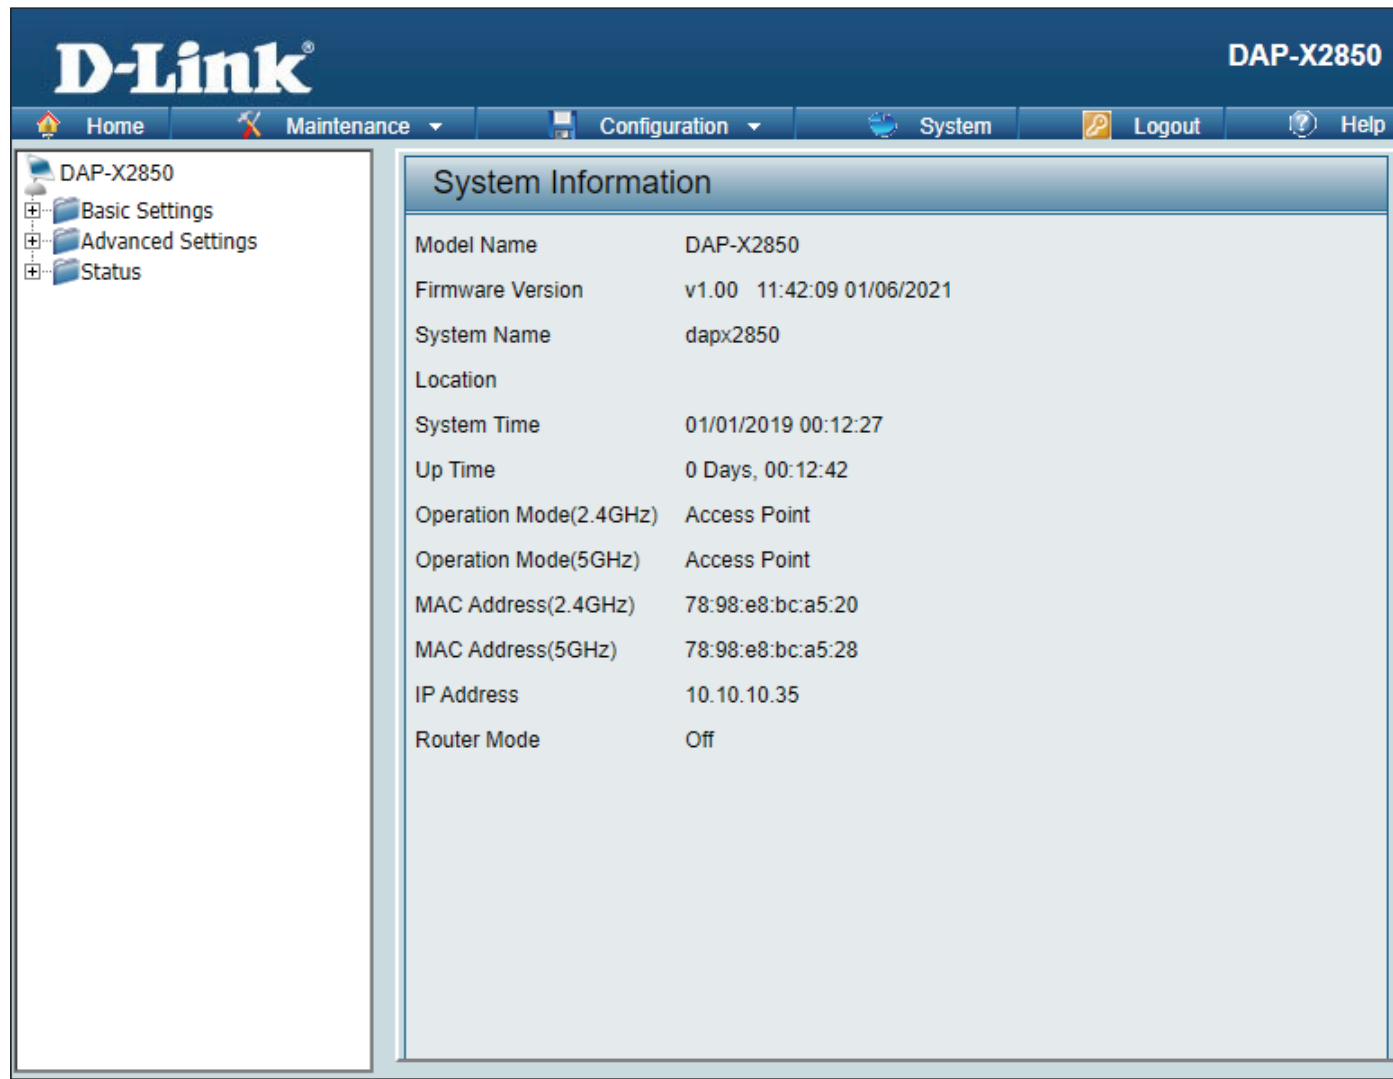 D-Link®
DAP-X2850
Home Maintenance Configuration System Logout Help
DAP-X2850
Basic Settings
Advanced Settings
Status
System Information
Model Name DAP-X2850
Firmware Version v1.00 11:42:09 01/06/2021
System Name dapx2850
Location
System Time 01/01/2019 00:12:27
Up Time 0 Days, 00:12:42
Operation Mode(2.4GHz) Access Point
Operation Mode(5GHz) Access Point
MAC Address(2.4GHz) 78:98:e8:bc:a5:20
MAC Address(5GHz) 78:98:e8:bc:a5:28
IP Address 10.10.10.35
Router Mode Off